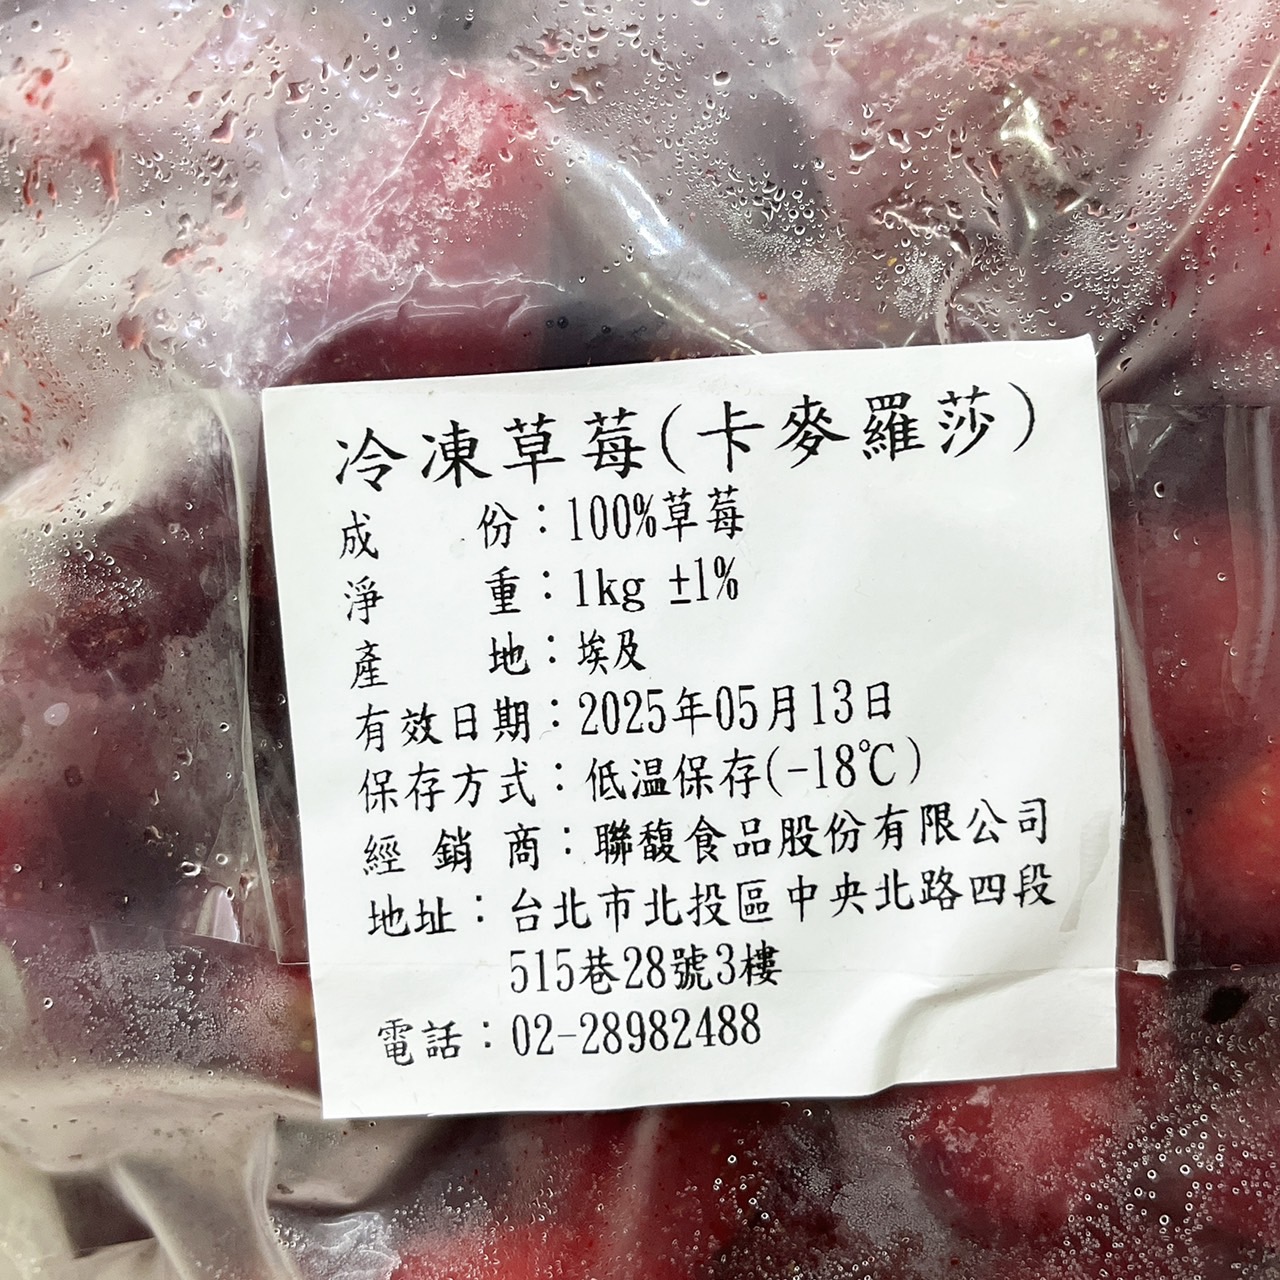 冷凍草莓(卡麥羅莎)
成份：100%草莓
淨重：1kg ±1%
產地：埃及
有效日期：2025年05月13日
保存方式：低溫保存(-18℃)
經銷商：聯馥食品股份有限公司
地址：台北市北投區中央北路四段
515巷28號3樓
電話：02-28982488